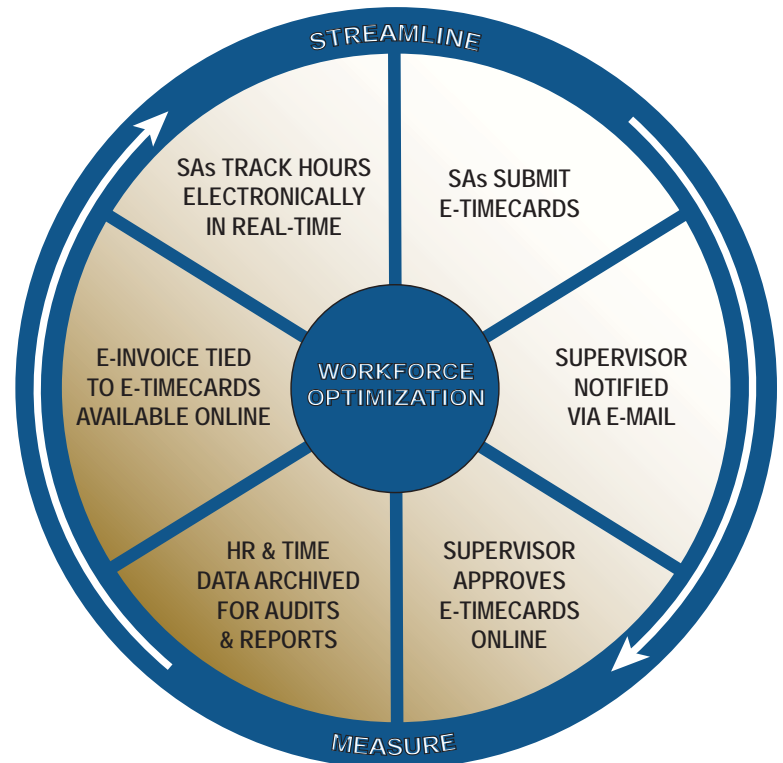 STREAMLINE
SAs TRACK HOURS
ELECTRONICALLY
IN REAL-TIME
SAs SUBMIT
E-TIMECARDS
SUPERVISOR
NOTIFIED
VIA E-MAIL
SUPERVISOR
APPROVES
E-TIMECARDS
ONLINE
HR & TIME
DATA ARCHIVED
FOR AUDITS
& REPORTS
E-INVOICE TIED
TO E-TIMECARDS
AVAILABLE ONLINE
WORKFORCE
OPTIMIZATION
MEASURE